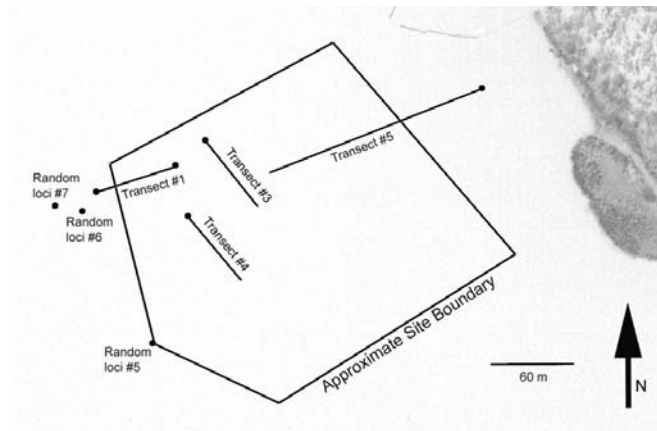 Random
loci #7
Random
loci #6
Transect #1
Transect #3
Transect #5
Transect #4
Random
loci #5
Approximate Site Boundary
60 m
N